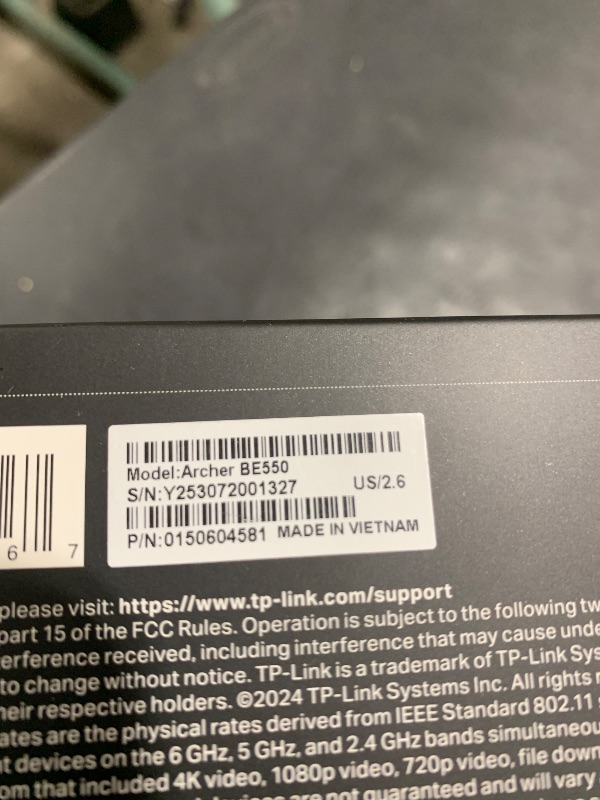 Model:Archer BE550
S/N:Y253072001327 US/2.6
P/N:0150604581 MADE IN VIETNAM
6 7
please visit: https://www.tp-link.com/support
part 15 of the FCC Rules. Operation is subject to the following tw
erference received, including interference that may cause unde
to change without notice. TP-Link is a trademark of TP-Link Sys
heir respective holders. ©2024 TP-Link Systems Inc. All rights r
ates are the physical rates derived from IEEE Standard 802.11
t devices on the 6 GHz, 5 GHz, and 2.4 GHz bands simultaneou
om that included 4K video, 1080p video, 720p video, file down
are not guaranteed and will vary